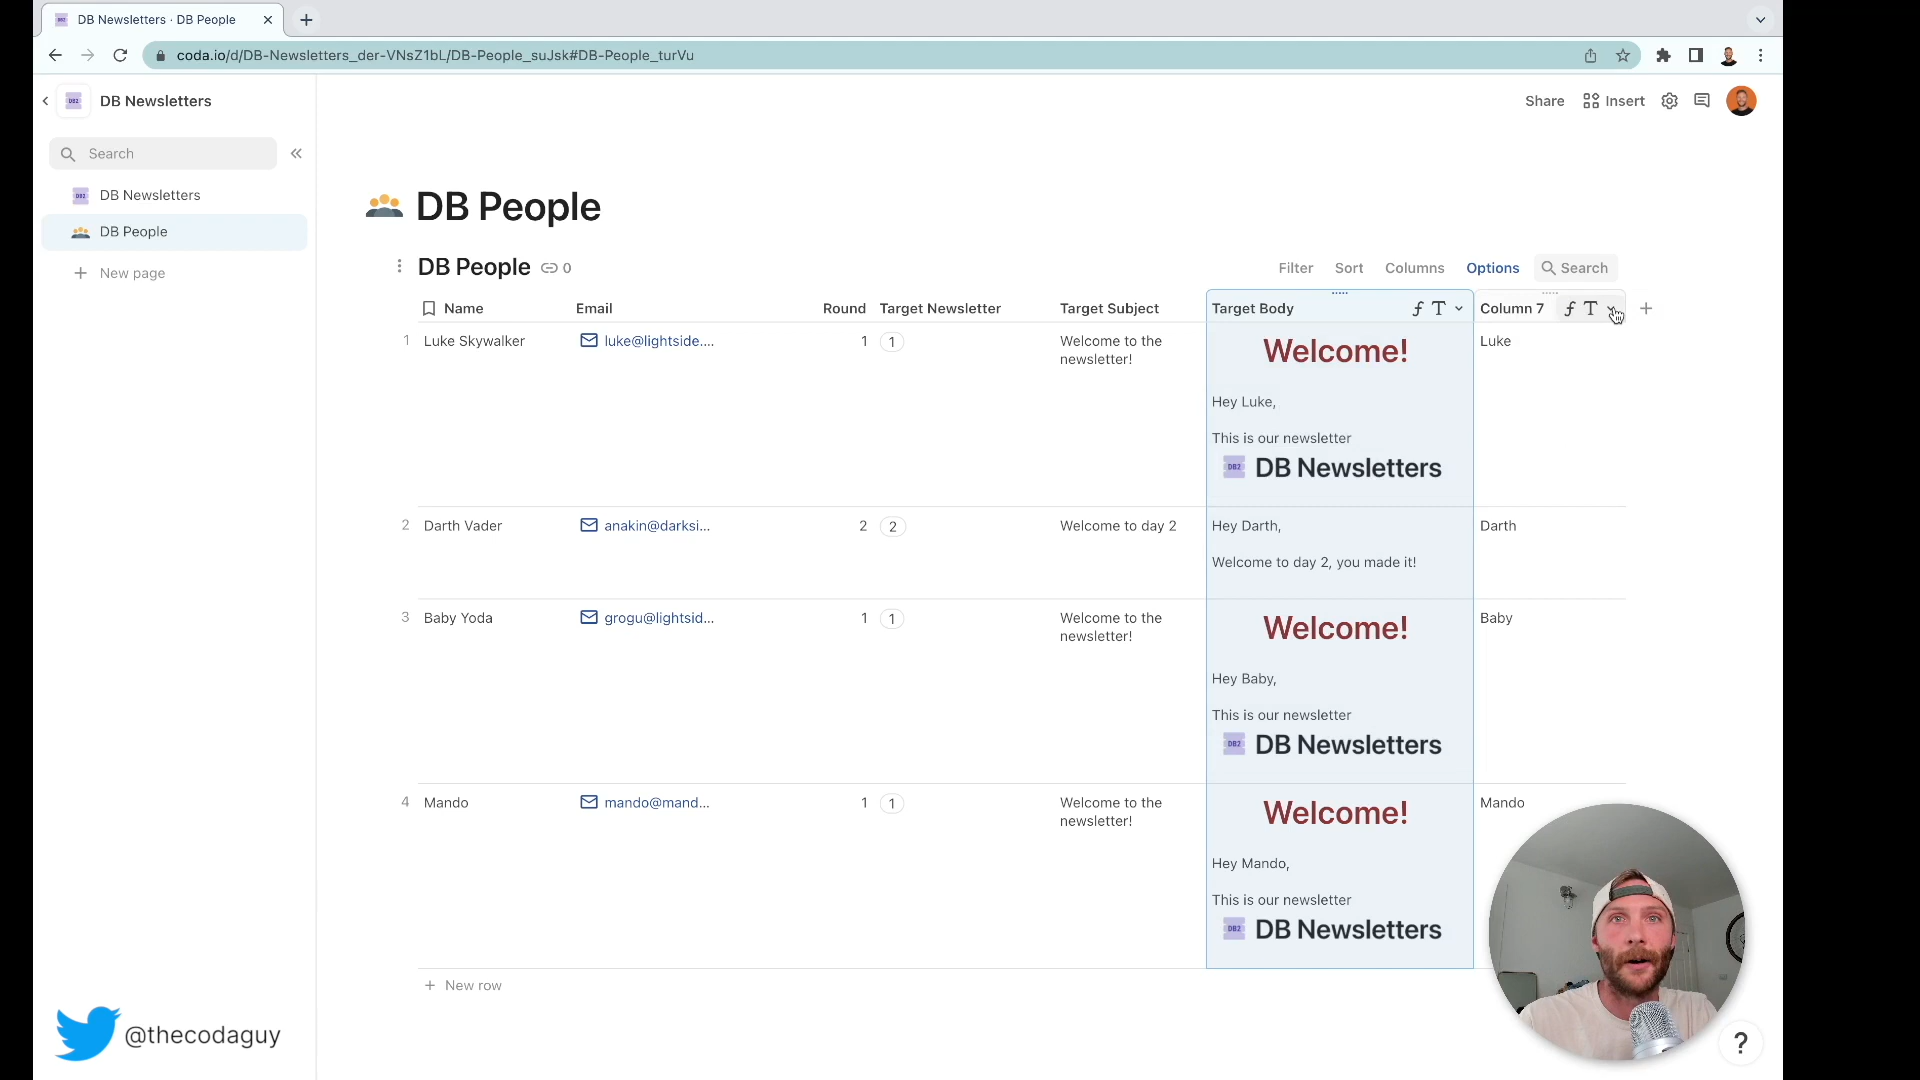 DB Newsletters · DB People
coda.io/d/DB-Newsletters_der-VNsZ1bL/DB-People_suJsk#DB-People_turVu
DB2 DB Newsletters
Share Insert
Search
DB2 DB Newsletters
DB People
New page
DB People
DB People 0
Filter Sort Columns Options Search
Name Email Round Target Newsletter Target Subject Target Body Column 7
1 Luke Skywalker luke@lightside.... 1 1 Welcome to the
newsletter!
Welcome!
Hey Luke,
This is our newsletter
DB2 DB Newsletters
Luke
2 Darth Vader anakin@darksi... 2 2 Welcome to day 2 Hey Darth,
Welcome to day 2, you made it!
Darth
3 Baby Yoda grogu@lightsid... 1 1 Welcome to the
newsletter!
Welcome!
Hey Baby,
This is our newsletter
DB2 DB Newsletters
Baby
4 Mando mando@mand... 1 1 Welcome to the
newsletter!
Welcome!
Hey Mando,
This is our newsletter
DB2 DB Newsletters
Mando
New row
@thecodaguy
?